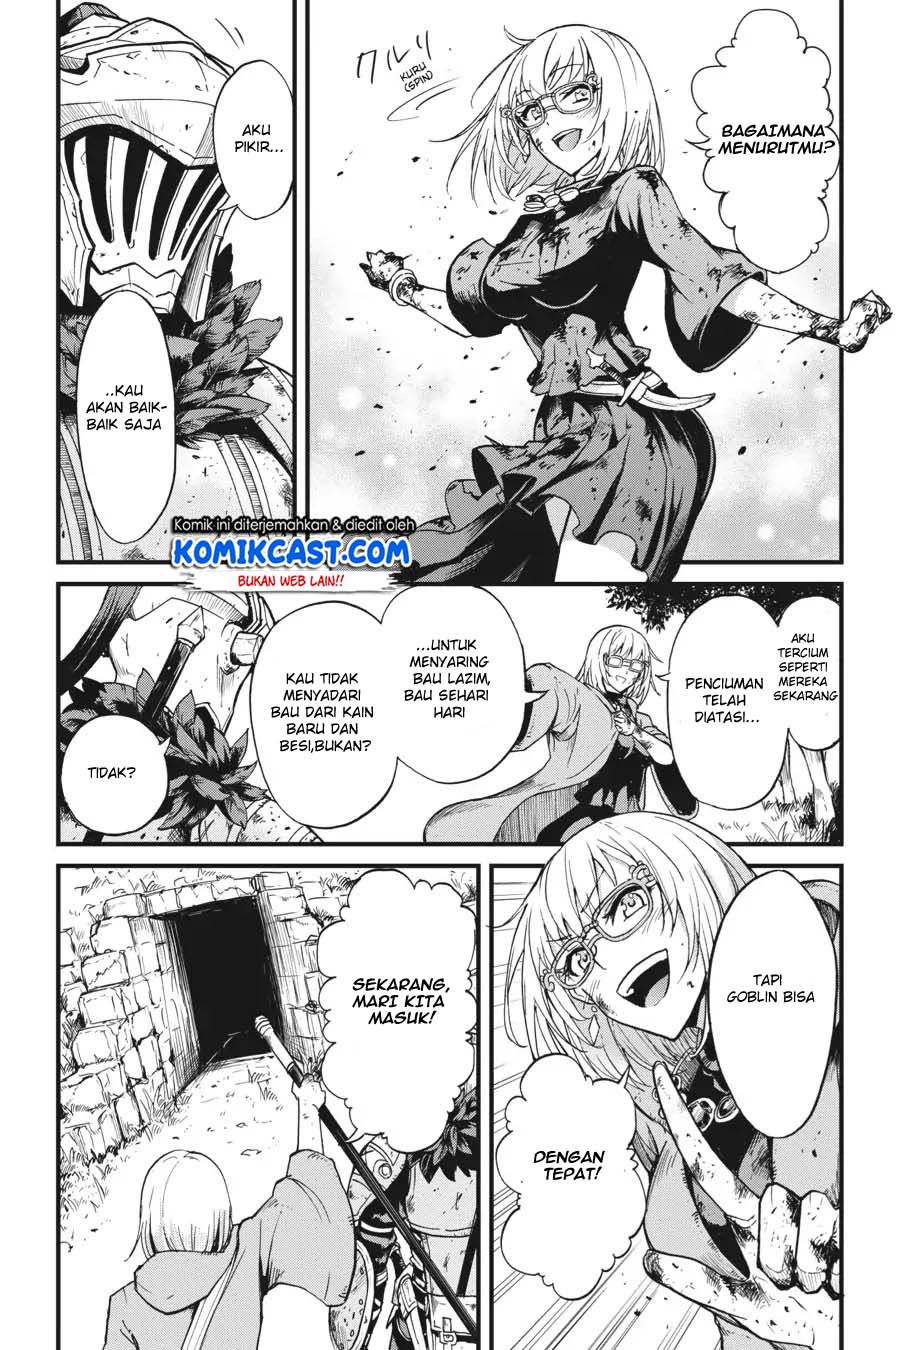 BAGAIMANA
MENURUTMU?
クルリ
KURU
(SPIN)
AKU
PIKIR...
..KAU
AKAN BAIK-
BAIK SAJA
Komik ini diterjemahkan & diedit oleh
KOMIKCAST.COM
BUKAN WEB LAIN!!
AKU
TERCIUM
SEPERTI
MEREKA
SEKARANG
PENCIUMAN
TELAH
DIATASI...
...UNTUK
MENYARING
BAU LAZIM,
BAU SEHARI
HARI
KAU TIDAK
MENYADARI
BAU DARI KAIN
BARU DAN
BESI,BUKAN?
TIDAK?
TAPI
GOBLIN BISA
DENGAN
TEPAT!
SEKARANG,
MARI KITA
MASUK!